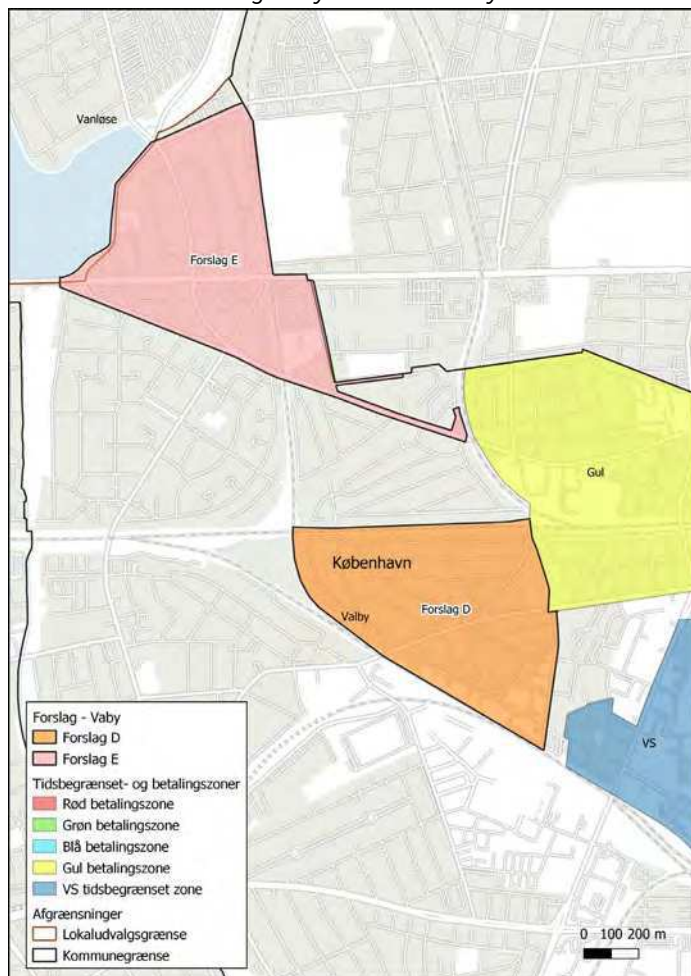 Vanløse
Forslag E
Gul
København
Valby
Forslag D
VS
Forslag - Vaby
Forslag D
Forslag E
Tidsbegrænset- og betalingszoner
Rød betalingszone
Grøn betalingszone
Blå betalingszone
Gul betalingszone
VS tidsbegrænset zone
Afgrænsninger
Lokaludvalgsgrænse
Kommunegrænse
0 100 200 m